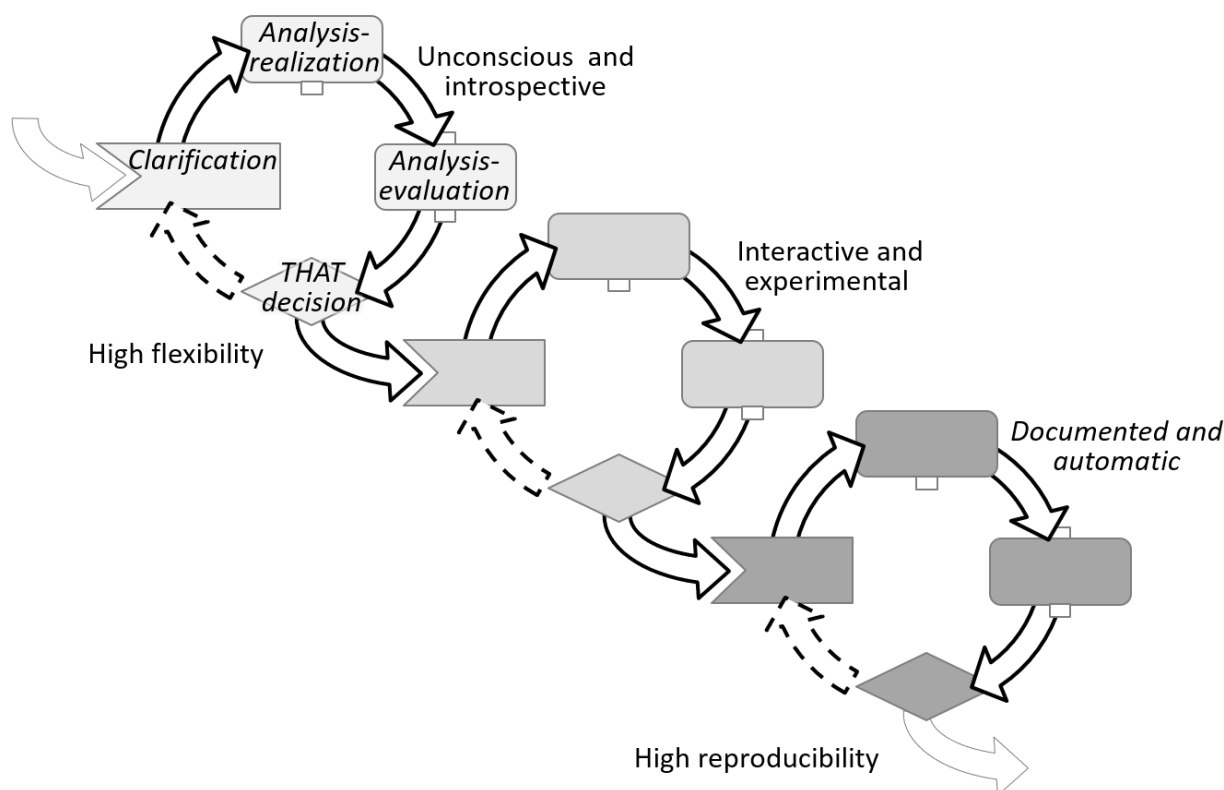 Analysis-
realization
Unconscious and
introspective
Clarification
Analysis-
evaluation
THAT
decision
High flexibility
Interactive and
experimental
Documented and
automatic
High reproducibility